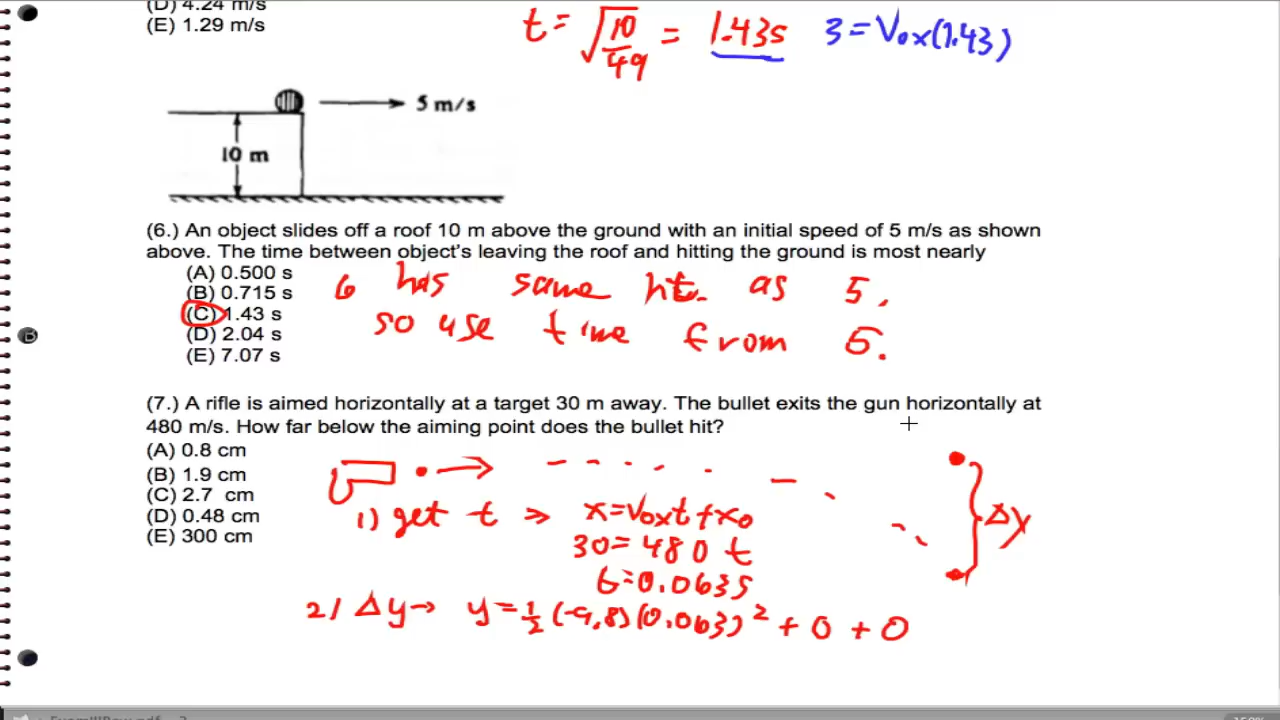 (D) 4.24 m/s
(E) 1.29 m/s
t = √10/49 = 1.43s 3 = Vox(1.43)
5 m/s
10 m
(6.) An object slides off a roof 10 m above the ground with an initial speed of 5 m/s as shown
above. The time between object's leaving the roof and hitting the ground is most nearly
(A) 0.500 s
(B) 0.715 s
(C) 1.43 s
(D) 2.04 s
(E) 7.07 s
6 has same ht. as 5.
so use time from 5.
(7.) A rifle is aimed horizontally at a target 30 m away. The bullet exits the gun horizontally at
480 m/s. How far below the aiming point does the bullet hit?
(A) 0.8 cm
(B) 1.9 cm
(C) 2.7 cm
(D) 0.48 cm
(E) 300 cm
1) get t ⇒ x=Voxt+xo
30=480 t
t=0.063s
Δy
2) Δy→ y=½(-9.8)(0.063)² + 0 + 0